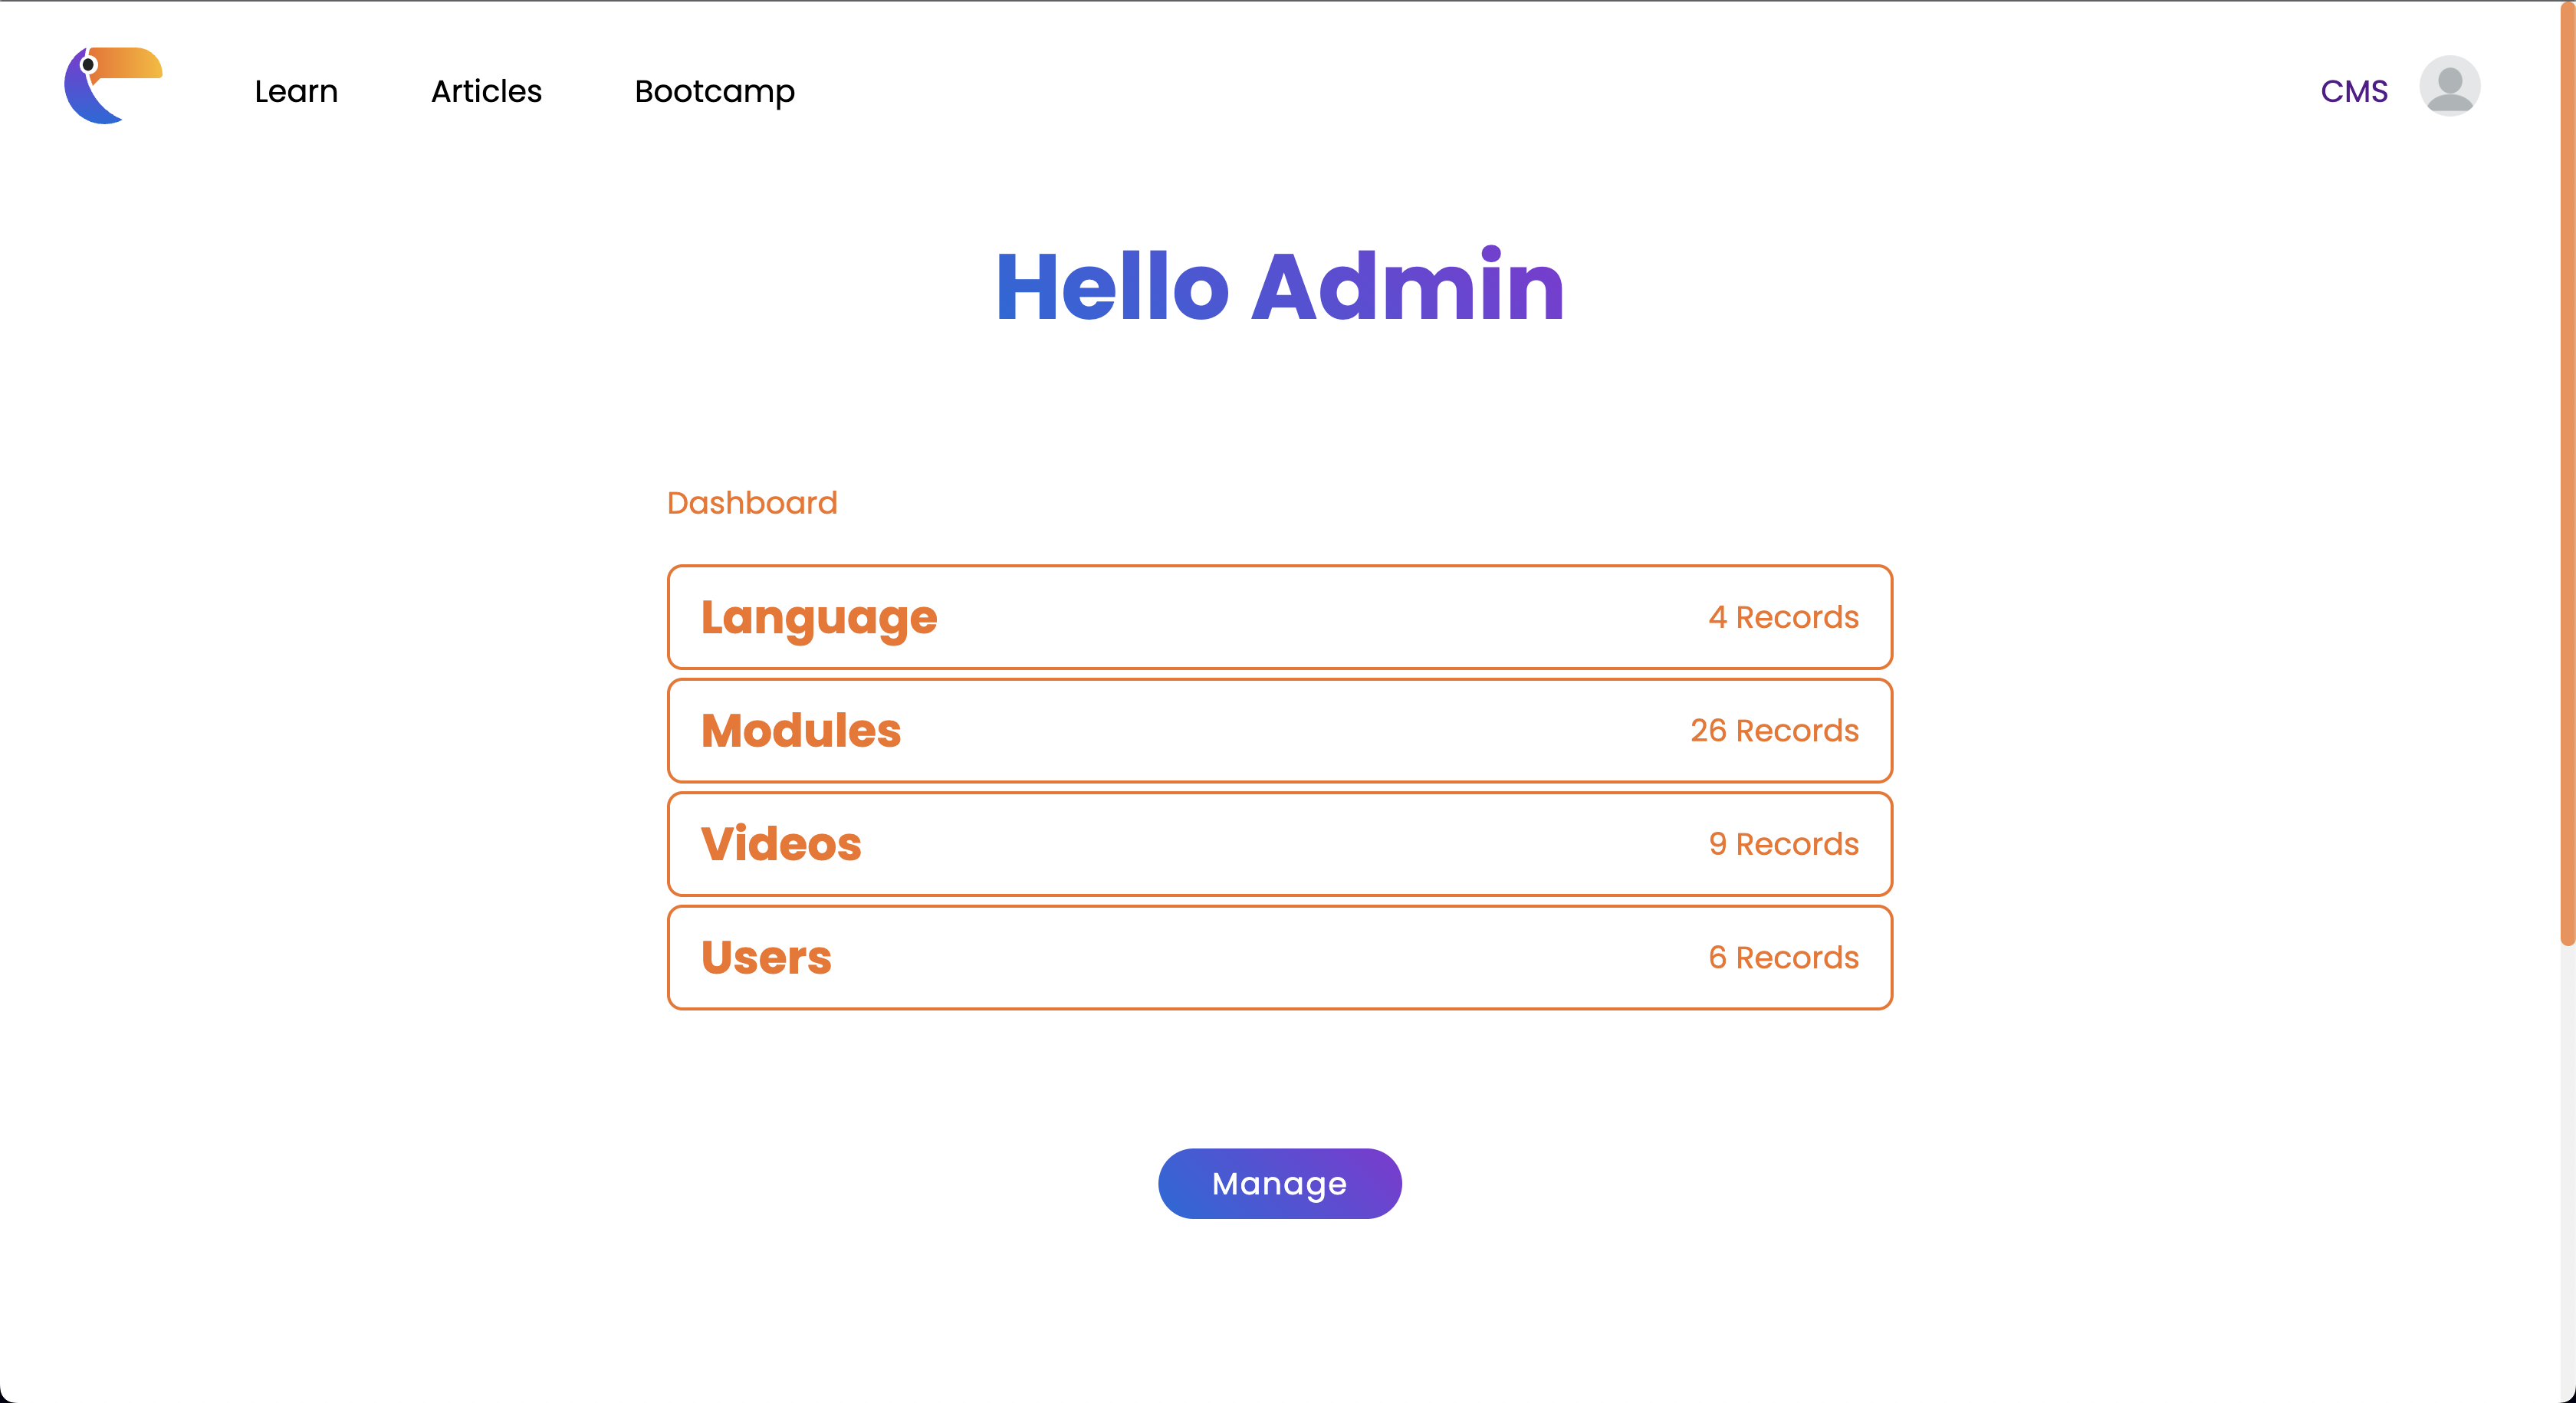 Learn Articles Bootcamp CMS
Hello Admin
Dashboard
Language 4 Records
Modules 26 Records
Videos 9 Records
Users 6 Records
Manage